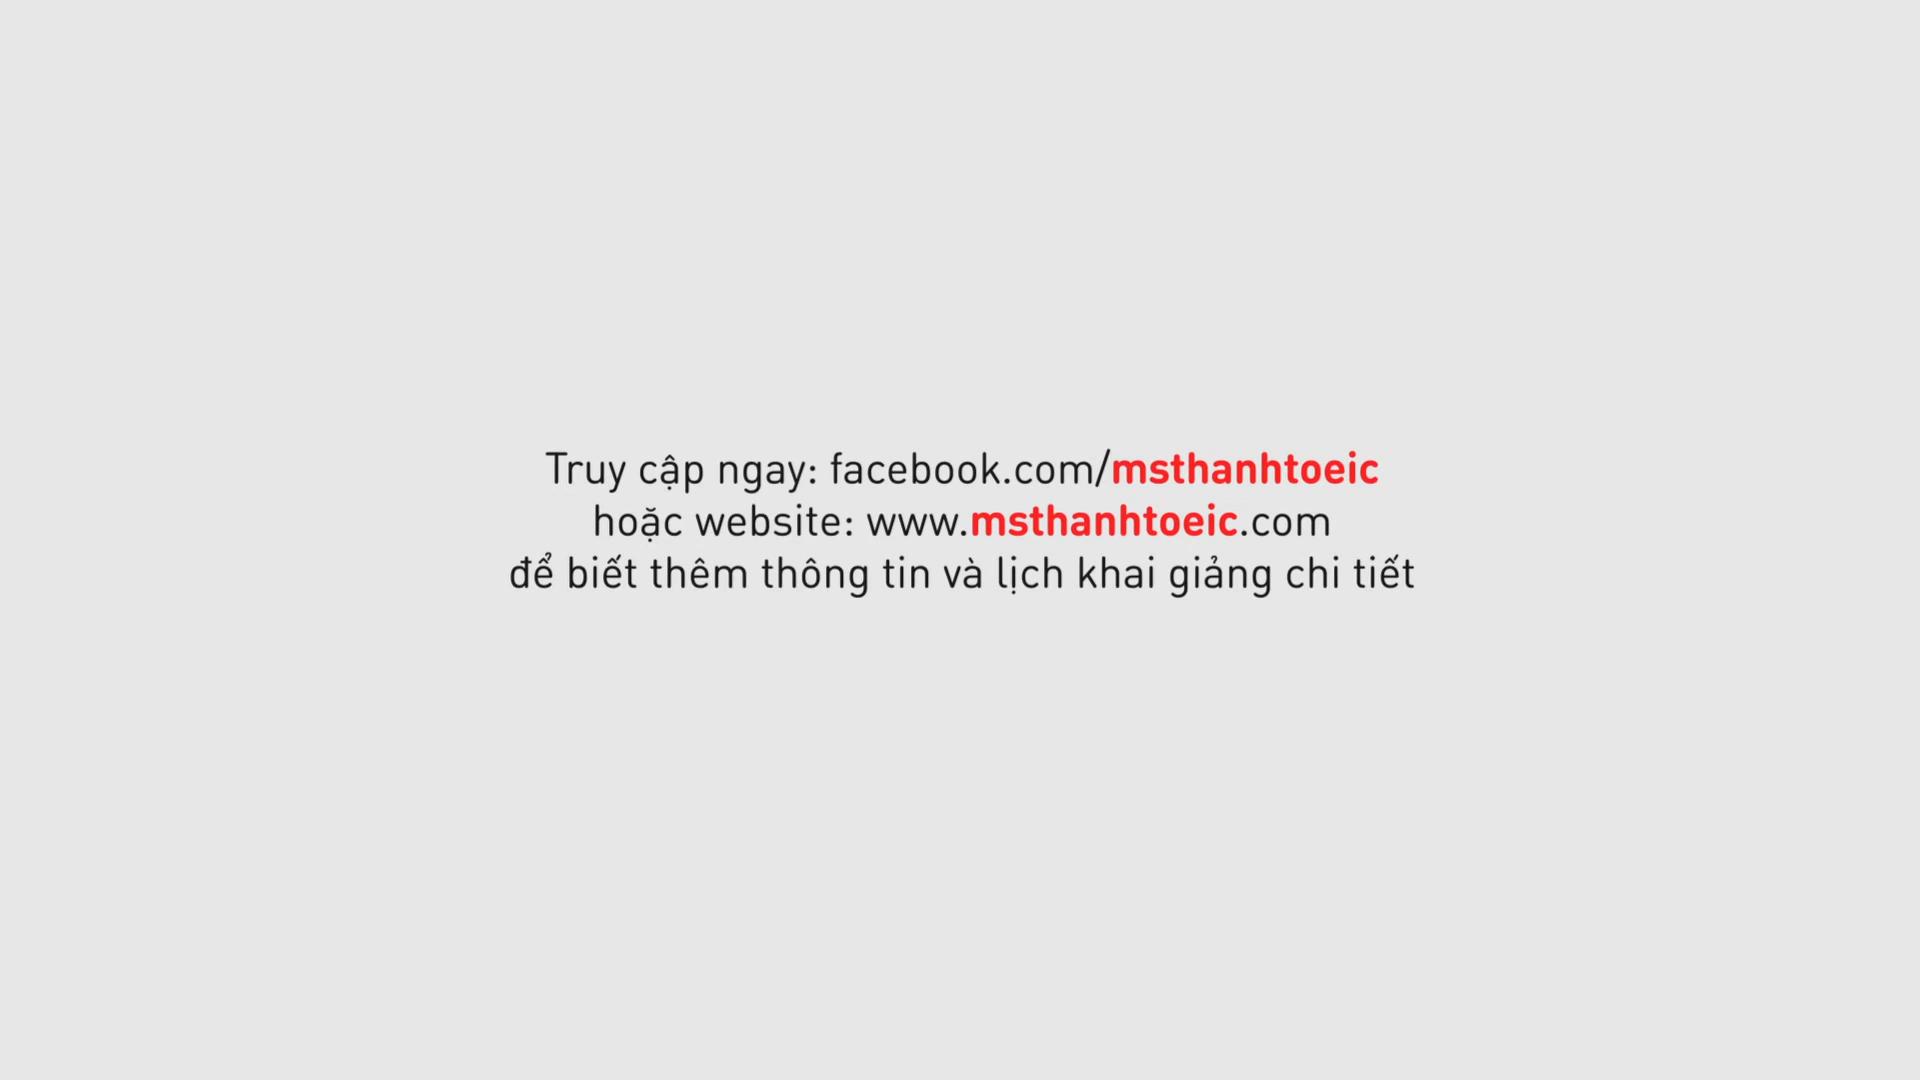 Truy cập ngay: facebook.com/msthanhtoeic
hoặc website: www.msthanhtoeic.com
để biết thêm thông tin và lịch khai giảng chi tiết